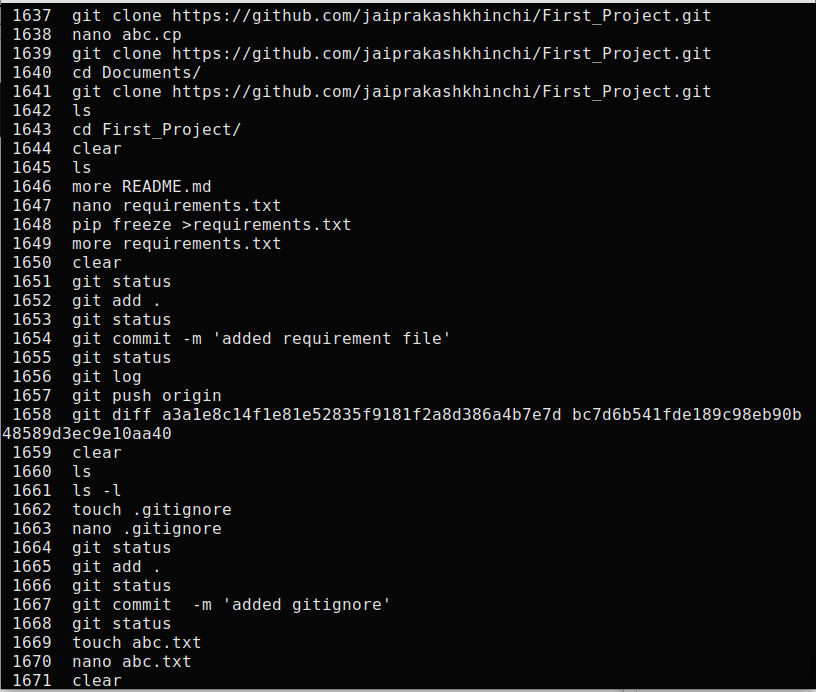 1637  git clone https://github.com/jaiprakashkhinchi/First_Project.git
1638  nano abc.cp
1639  git clone https://github.com/jaiprakashkhinchi/First_Project.git
1640  cd Documents/
1641  git clone https://github.com/jaiprakashkhinchi/First_Project.git
1642  ls
1643  cd First_Project/
1644  clear
1645  ls
1646  more README.md
1647  nano requirements.txt
1648  pip freeze >requirements.txt
1649  more requirements.txt
1650  clear
1651  git status
1652  git add .
1653  git status
1654  git commit -m 'added requirement file'
1655  git status
1656  git log
1657  git push origin
1658  git diff a3a1e8c14f1e81e52835f9181f2a8d386a4b7e7d bc7d6b541fde189c98eb90b
48589d3ec9e10aa40
1659  clear
1660  ls
1661  ls -l
1662  touch .gitignore
1663  nano .gitignore
1664  git status
1665  git add .
1666  git status
1667  git commit  -m 'added gitignore'
1668  git status
1669  touch abc.txt
1670  nano abc.txt
1671  clear